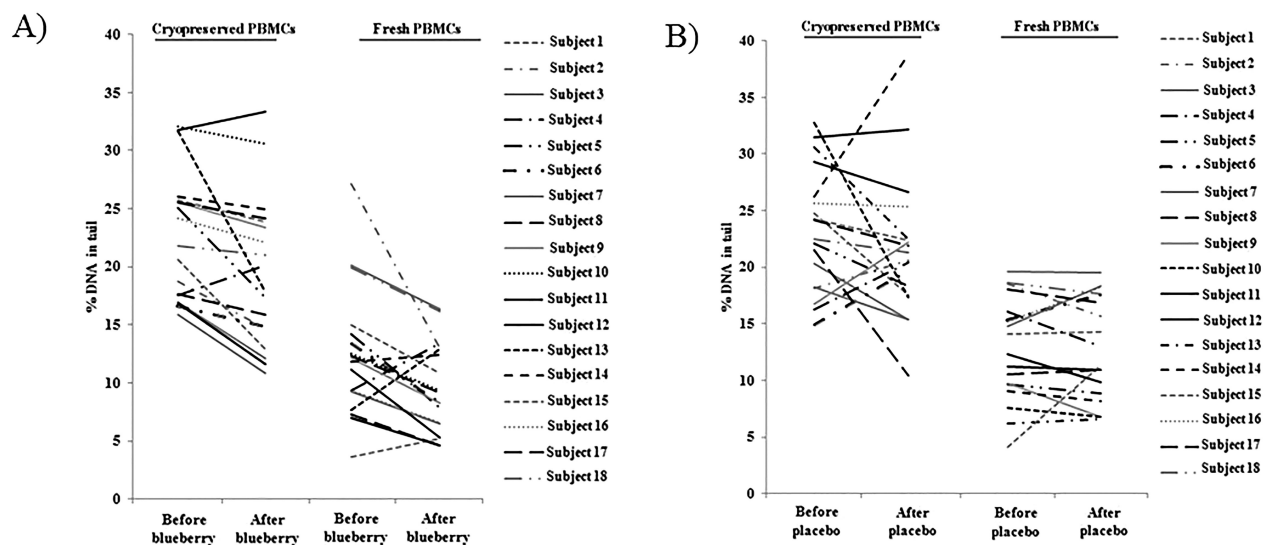 A)
Cryopreserved PBMCs
Fresh PBMCs
% DNA in tail
40
35
30
25
20
15
10
5
0
Before blueberry
After blueberry
Before blueberry
After blueberry
Subject 1
Subject 2
Subject 3
Subject 4
Subject 5
Subject 6
Subject 7
Subject 8
Subject 9
Subject 10
Subject 11
Subject 12
Subject 13
Subject 14
Subject 15
Subject 16
Subject 17
Subject 18
B)
Cryopreserved PBMCs
Fresh PBMCs
% DNA in tail
40
35
30
25
20
15
10
5
0
Before placebo
After placebo
Before placebo
After placebo
Subject 1
Subject 2
Subject 3
Subject 4
Subject 5
Subject 6
Subject 7
Subject 8
Subject 9
Subject 10
Subject 11
Subject 12
Subject 13
Subject 14
Subject 15
Subject 16
Subject 17
Subject 18